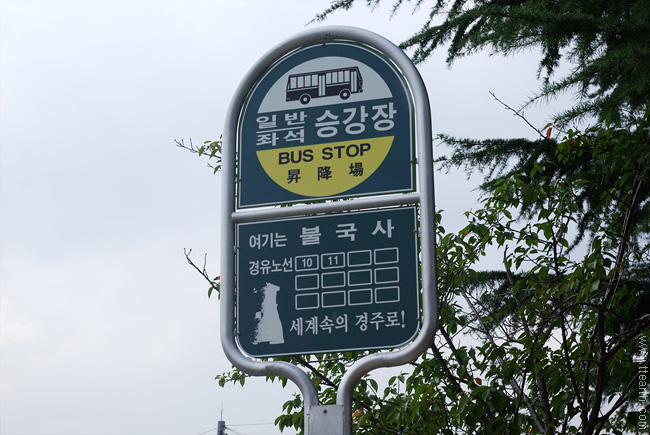 일반
좌석 승강장
BUS STOP
昇降場
여기는 불국사
경유노선 10 11
세계속의 경주로!